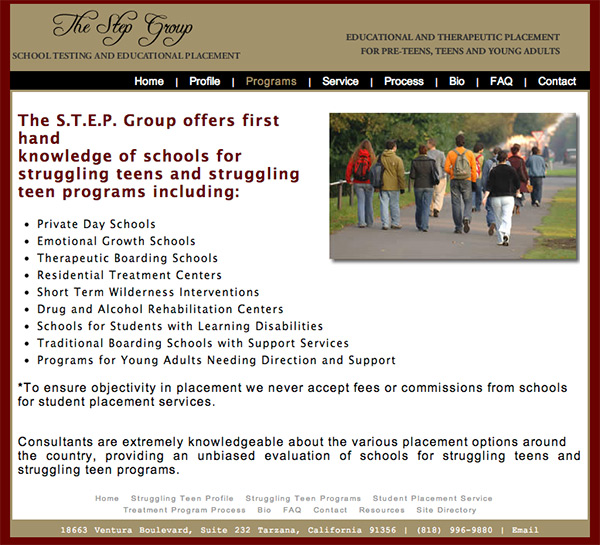 The Step Group
SCHOOL TESTING AND EDUCATIONAL PLACEMENT
EDUCATIONAL AND THERAPEUTIC PLACEMENT
FOR PRE-TEENS, TEENS AND YOUNG ADULTS
Home | Profile | Programs | Service | Process | Bio | FAQ | Contact
The S.T.E.P. Group offers first
hand
knowledge of schools for
struggling teens and struggling
teen programs including:
• Private Day Schools
• Emotional Growth Schools
• Therapeutic Boarding Schools
• Residential Treatment Centers
• Short Term Wilderness Interventions
• Drug and Alcohol Rehabilitation Centers
• Schools for Students with Learning Disabilities
• Traditional Boarding Schools with Support Services
• Programs for Young Adults Needing Direction and Support
*To ensure objectivity in placement we never accept fees or commissions from schools
for student placement services.
Consultants are extremely knowledgeable about the various placement options around
the country, providing an unbiased evaluation of schools for struggling teens and
struggling teen programs.
Home Struggling Teen Profile Struggling Teen Programs Student Placement Service
Treatment Program Process Bio FAQ Contact Resources Site Directory
18663 Ventura Boulevard, Suite 232 Tarzana, California 91356 | (818) 996-9880 | Email